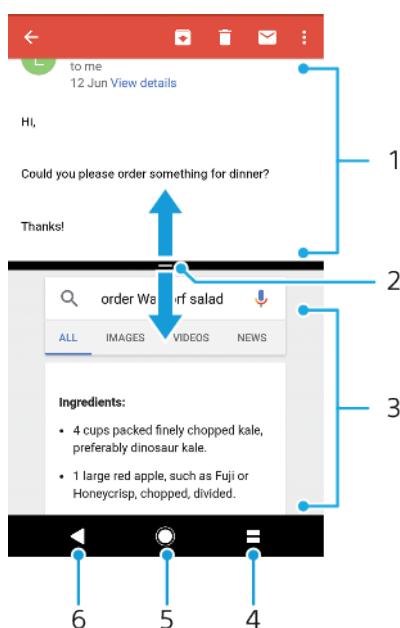 to me
12 Jun View details
Hi,
Could you please order something for dinner?
Thanks!
1
2
order Wa rf salad
ALL IMAGES VIDEOS NEWS
3
Ingredients:
• 4 cups packed finely chopped kale,
preferably dinosaur kale.
• 1 large red apple, such as Fuji or
Honeycrisp, chopped, divided.
6 5 4